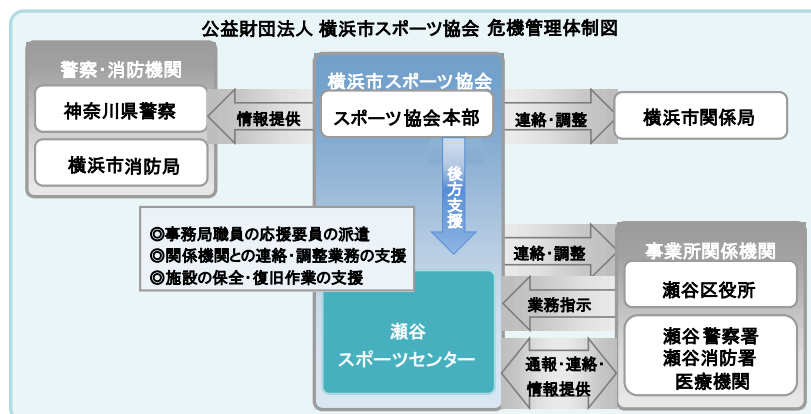 公益財団法人 横浜市スポーツ協会 危機管理体制図
警察・消防機関
神奈川県警察
横浜市消防局
情報提供
横浜市スポーツ協会
スポーツ協会本部
連絡・調整
横浜市関係局
後方支援
◎事務局職員の応援要員の派遣
◎関係機関との連絡・調整業務の支援
◎施設の保全・復旧作業の支援
瀬谷
スポーツセンター
連絡・調整
業務指示
通報・連絡・
情報提供
事業所関係機関
瀬谷区役所
瀬谷警察署
瀬谷消防署
医療機関